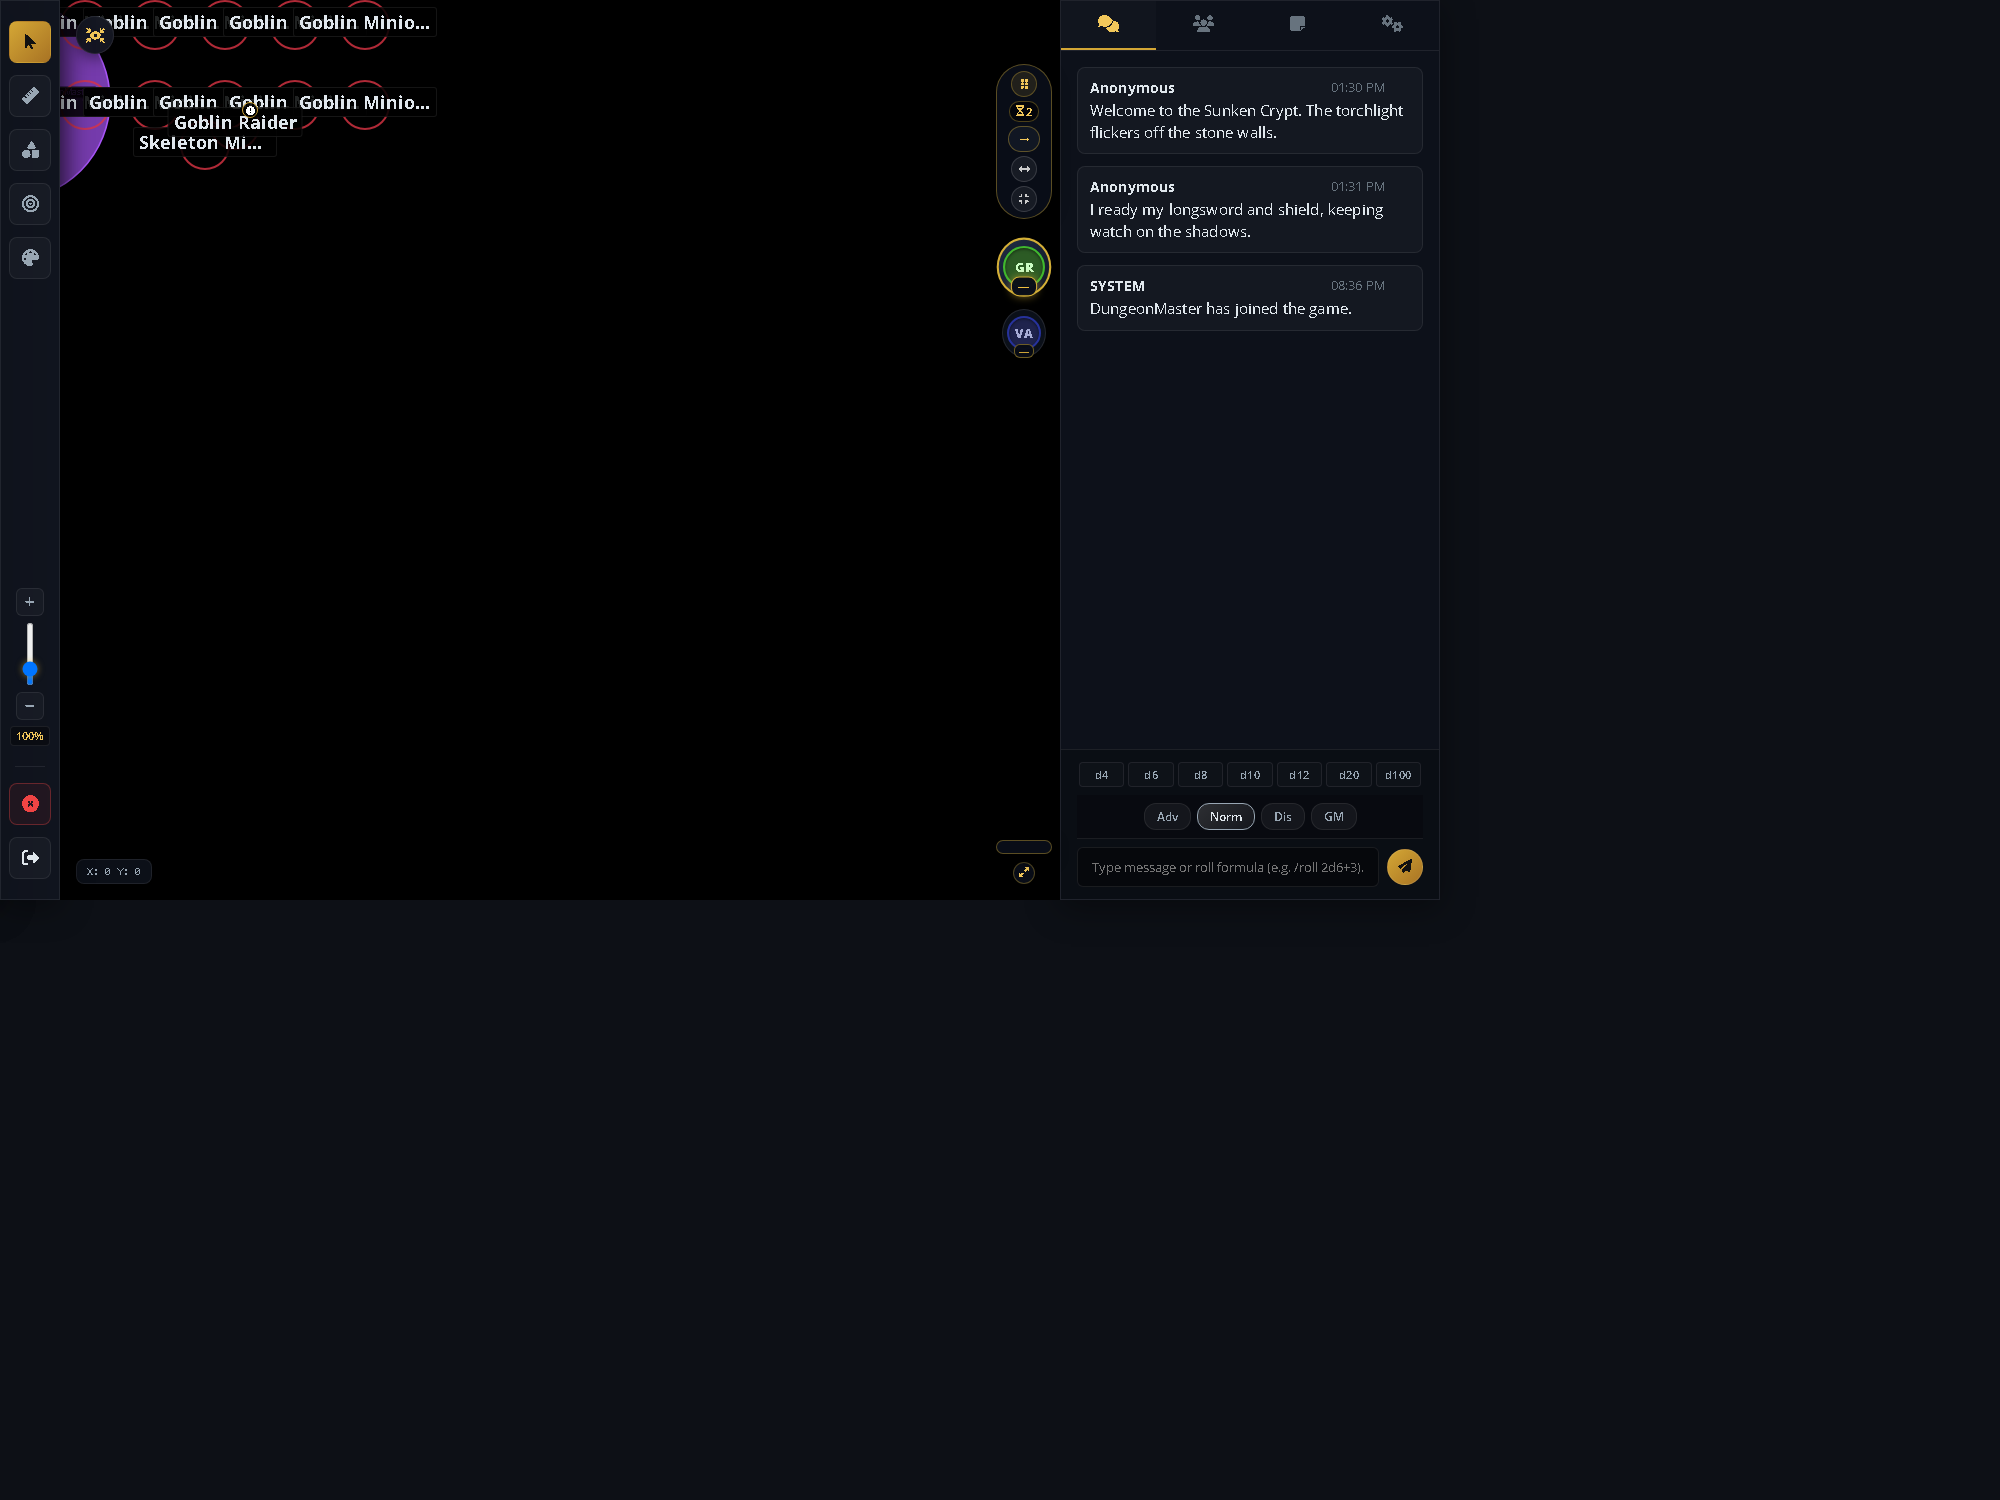 in
blin
Goblin
Goblin
Goblin Minio...
in
Goblin
Goblin
Goblin
Goblin Minio...
Goblin Raider
Skeleton Mi...
2
GR
VA
100%
X: 0 Y: 0
Anonymous
01:30 PM
Welcome to the Sunken Crypt. The torchlight
flickers off the stone walls.
Anonymous
01:31 PM
I ready my longsword and shield, keeping
watch on the shadows.
SYSTEM
08:36 PM
DungeonMaster has joined the game.
d4
d6
d8
d10
d12
d20
d100
Adv
Norm
Dis
GM
Type message or roll formula (e.g. /roll 2d6+3).